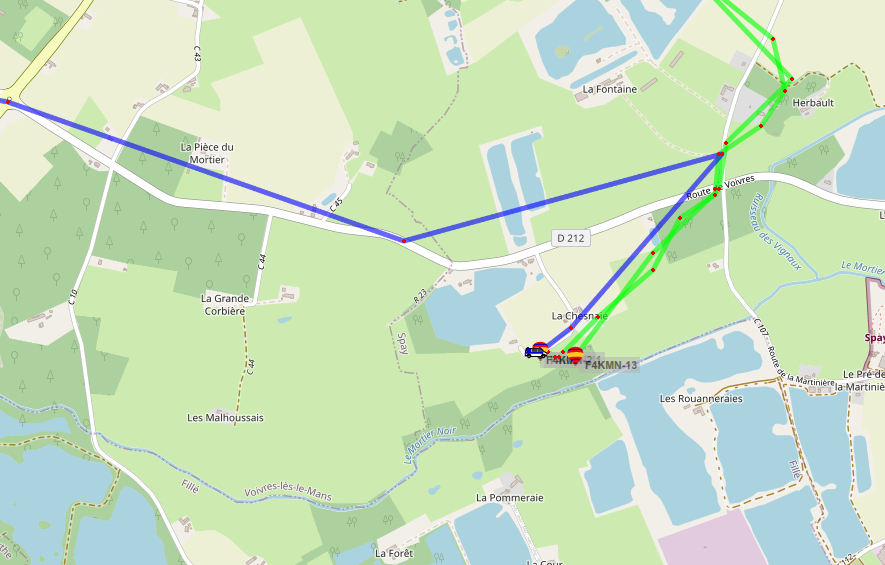 C 43
La Fontaine
Herbault
La Pièce du
Mortier
Route de Voivres
C 45
D 212
Ruisseau des Vignaux
C 44
Le Mortier
C 10
La Grande
Corbière
R 23
La Chesnaie
Spay
Spay
C 107 - Route de la Martinière
F4KMN-13
C 44
Le Pré de
la Martiniè
Les Rouanneraies
Les Malhoussais
Le Mortier Noir
Fillé
Voivres-lès-le-Mans
Fillé
La Pommeraie
La Forêt
La Cour
112